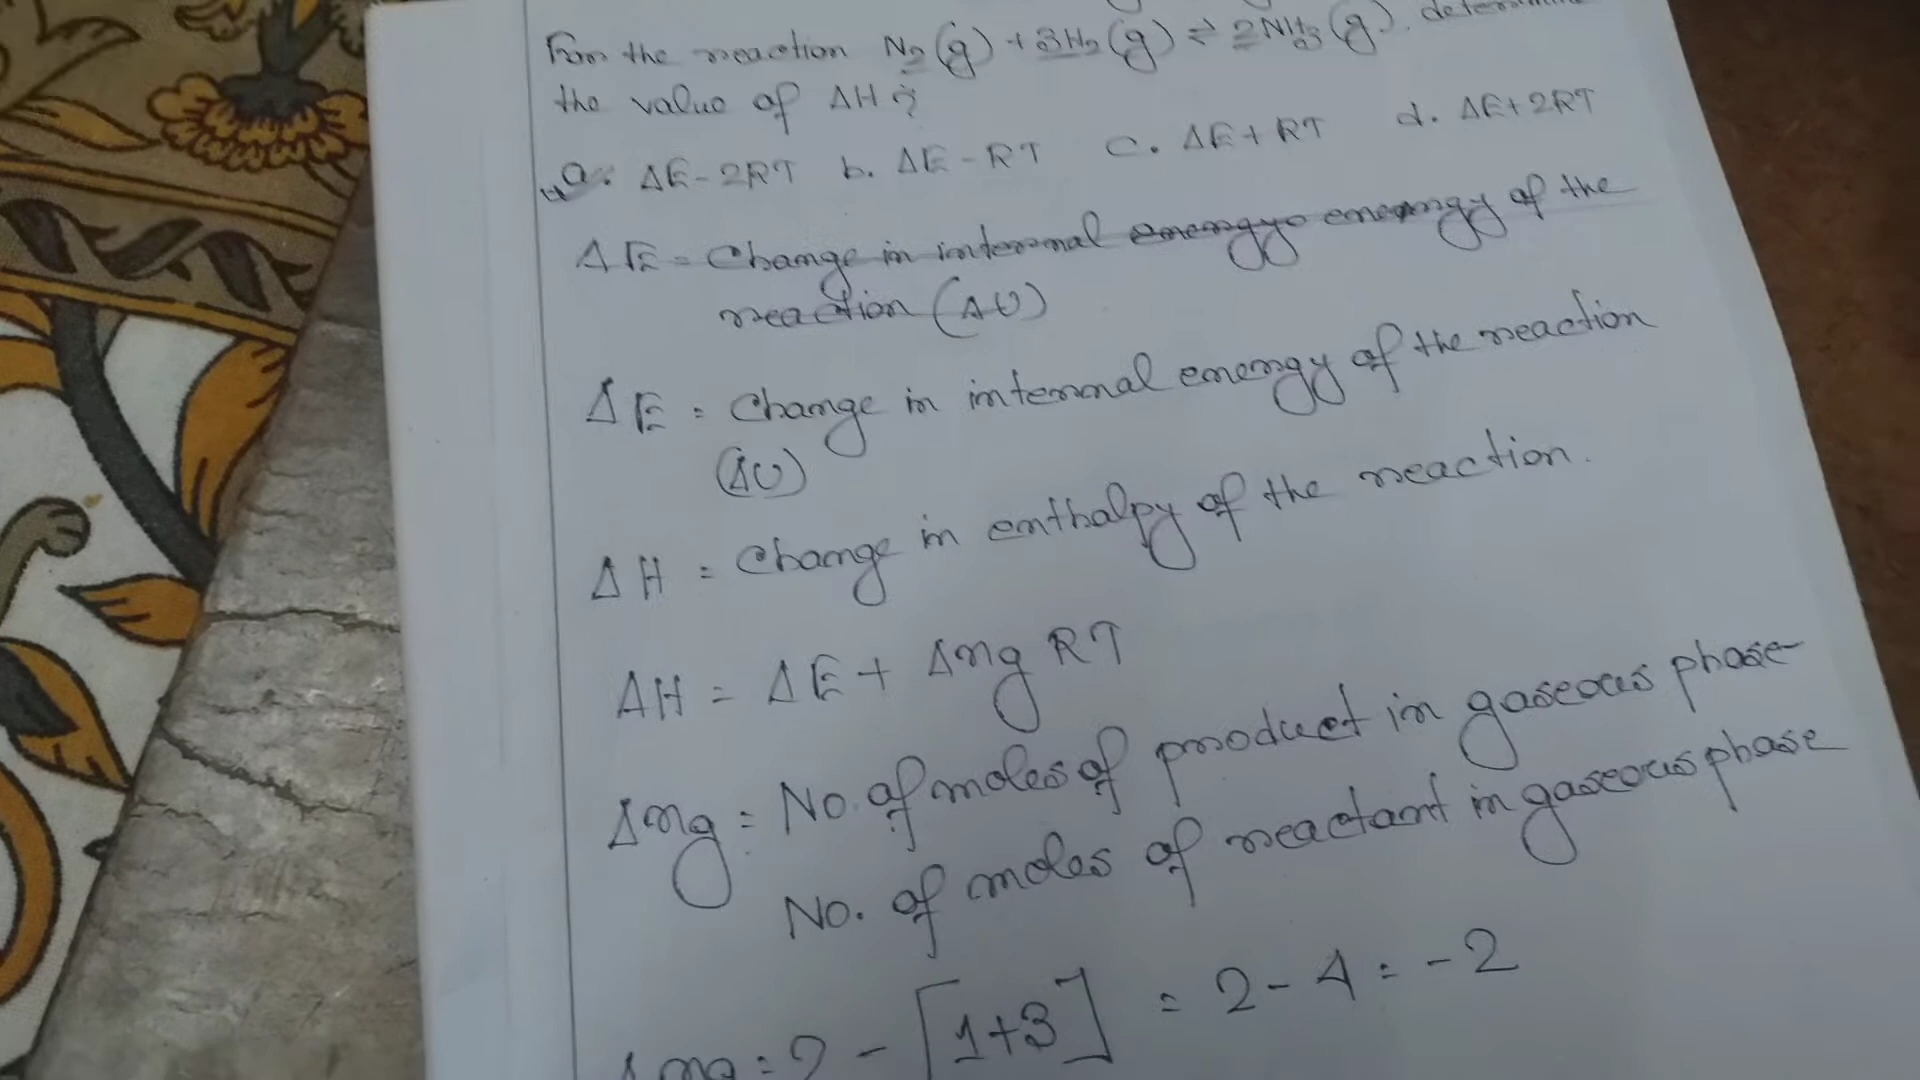 For the reaction N₂(g) + 3H₂(g) ⇌ 2NH₃(g), determine
the value of ΔH?
a. ΔE - 2RT b. ΔE - RT c. ΔE + RT d. ΔE + 2RT
ΔE = Change in internal energy energy of the
reaction (ΔU)
ΔE = Change in internal energy of the reaction
(ΔU)
ΔH = Change in enthalpy of the reaction.
ΔH = ΔE + Δng RT
Δng = No. of moles of product in gaseous phase -
No. of moles of reactant in gaseous phase
Δng = 2 - [1+3] = 2 - 4 = -2